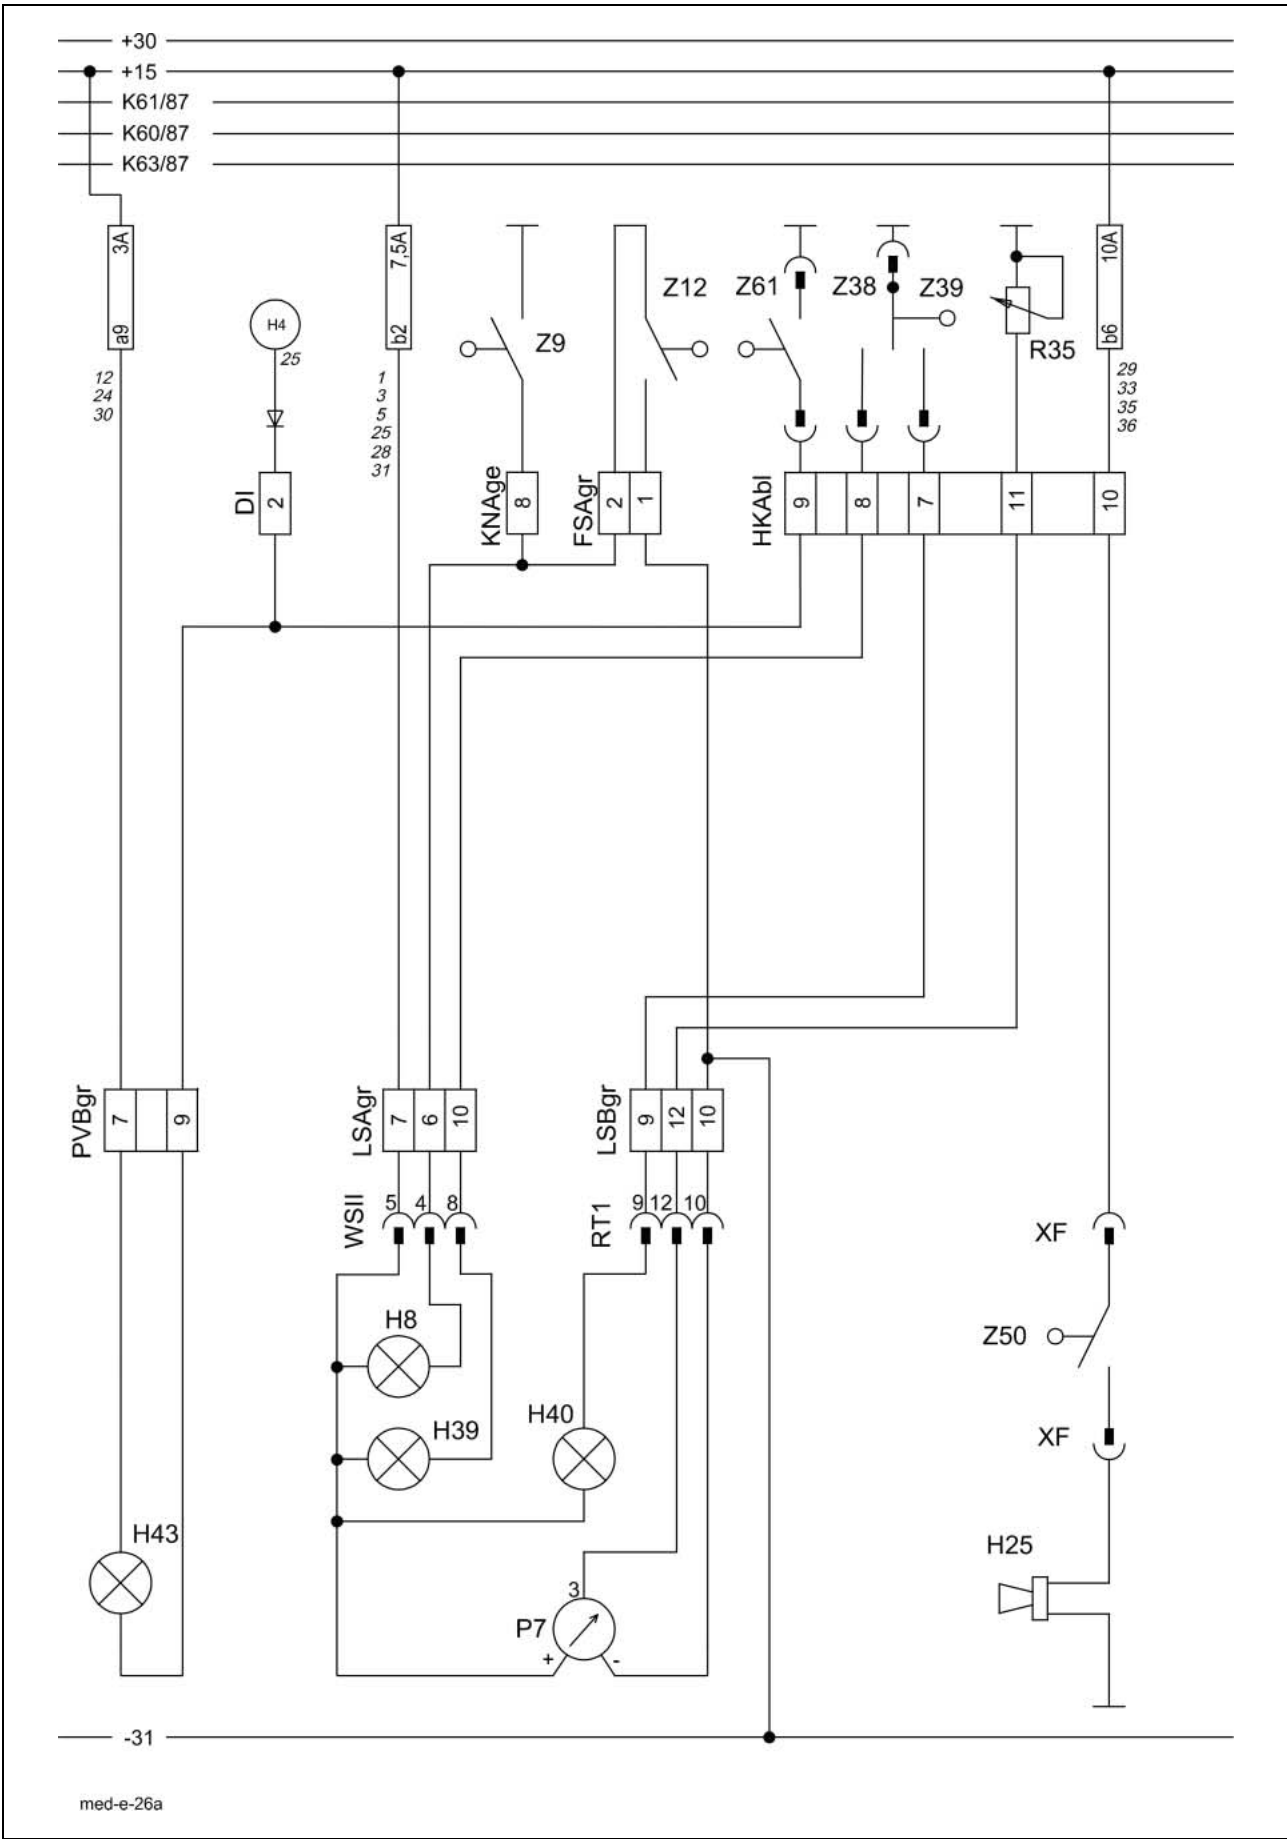 +30
+15
K61/87
K60/87
K63/87
3A
a9
12
24
30
H4
25
DI
2
7,5A
b2
1
3
5
25
28
31
Z9
KNAge
8
Z12
FSAgr
2 1
Z61
Z38
Z39
R35
10A
b6
29
33
35
36
HKAbl
9 8 7 11 10
PVBgr
7 9
LSAgr
7 6 10
LSBgr
9 12 10
WSII
5 4 8
RT1
9 12 10
XF
H8
Z50
H39
H40
XF
H43
H25
3
P7
+ -
-31
med-e-26a